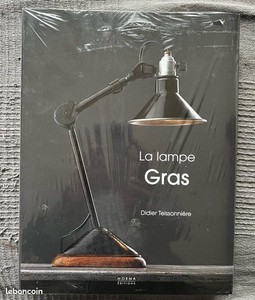 La lampe
Gras
Didier Teissonnière
NORMA
ÉDITIONS
leboncoin